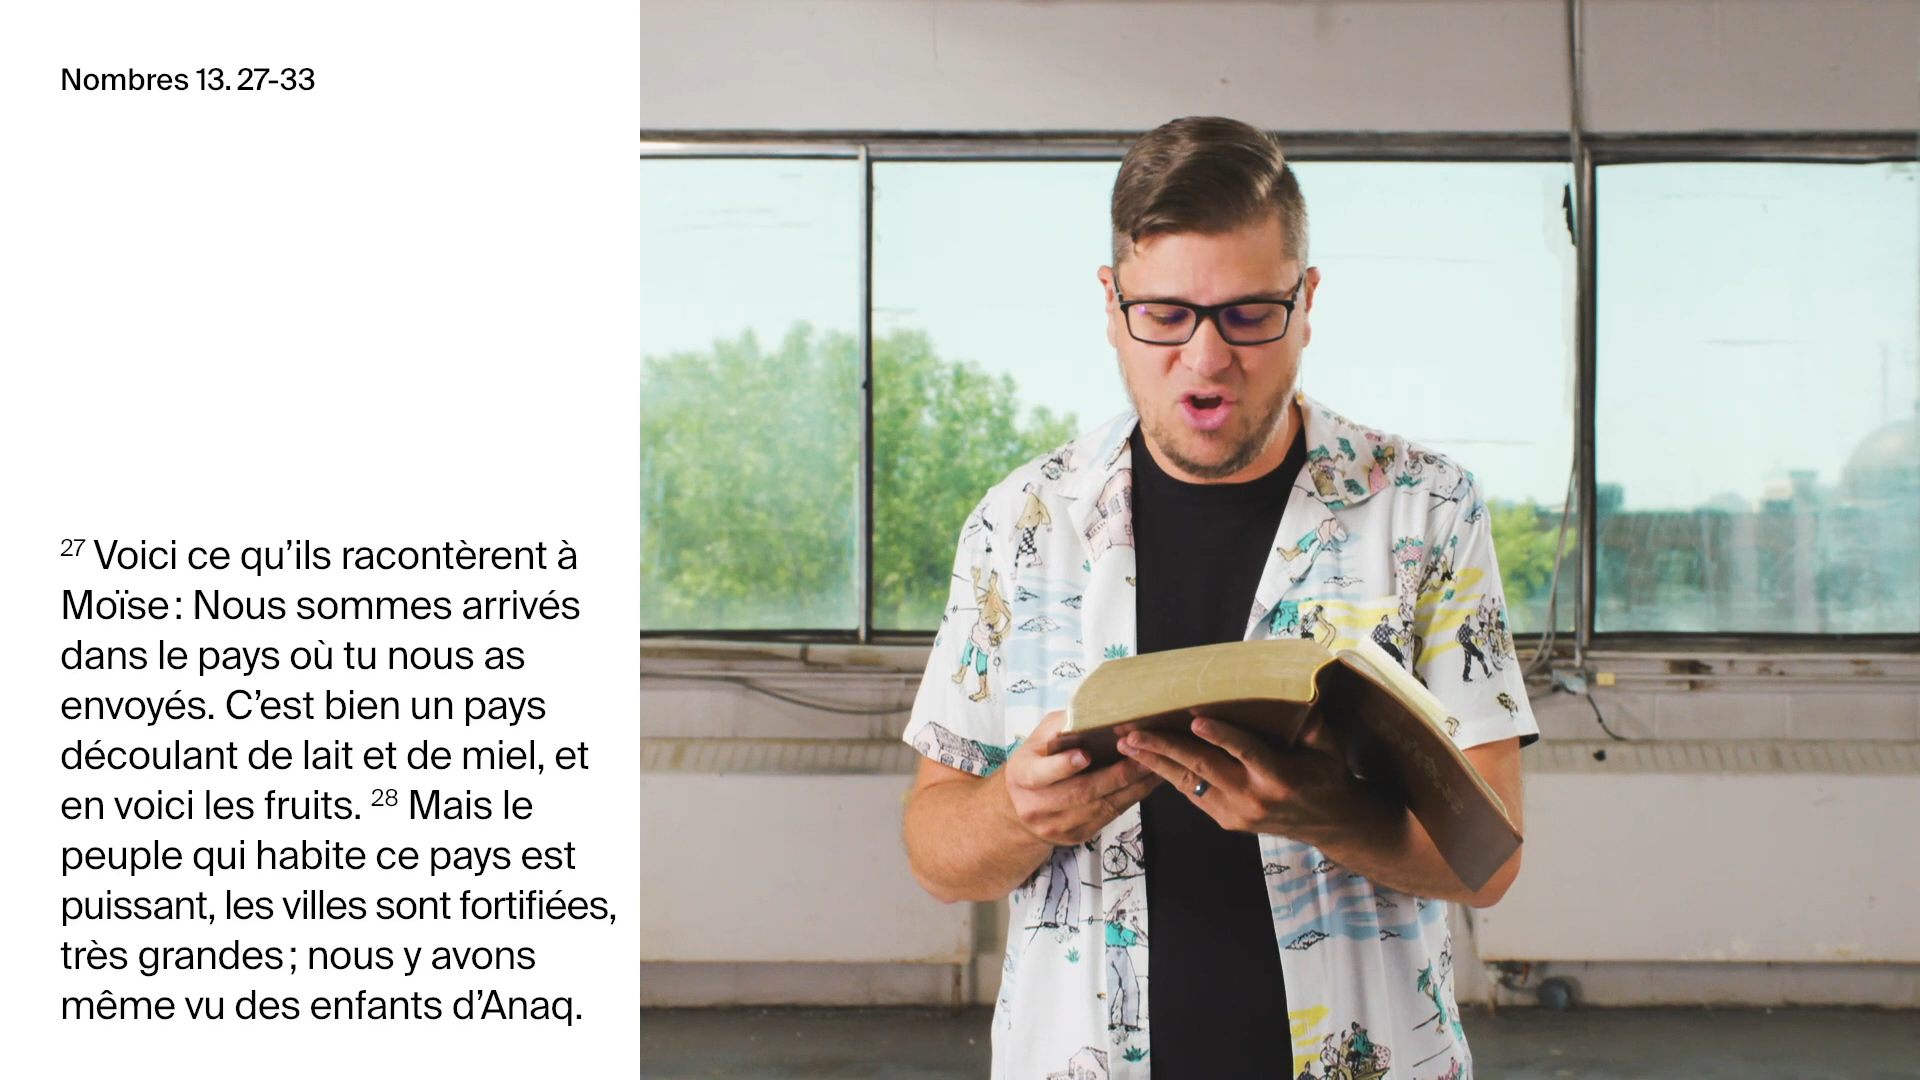 Nombres 13. 27-33
27 Voici ce qu’ils racontèrent à
Moïse : Nous sommes arrivés
dans le pays où tu nous as
envoyés. C’est bien un pays
découlant de lait et de miel, et
en voici les fruits. 28 Mais le
peuple qui habite ce pays est
puissant, les villes sont fortifiées,
très grandes ; nous y avons
même vu des enfants d’Anaq.